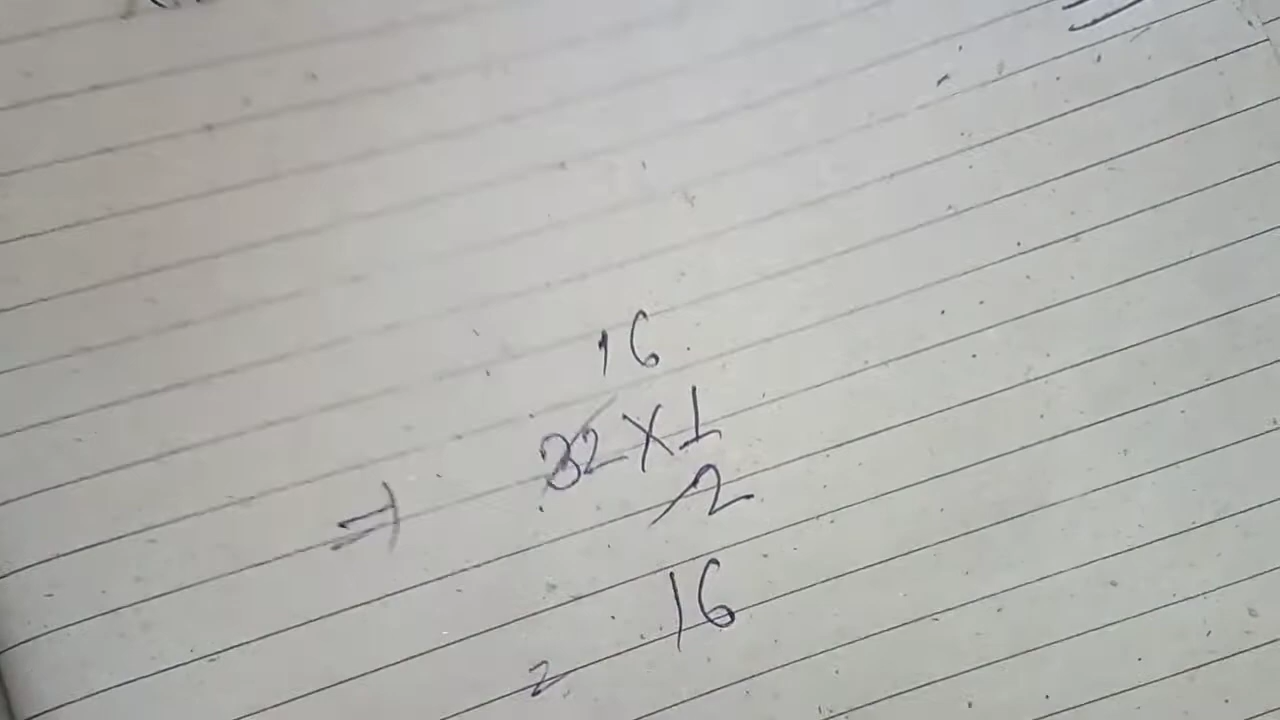 16
⇒ 32 × 1
2
= 16